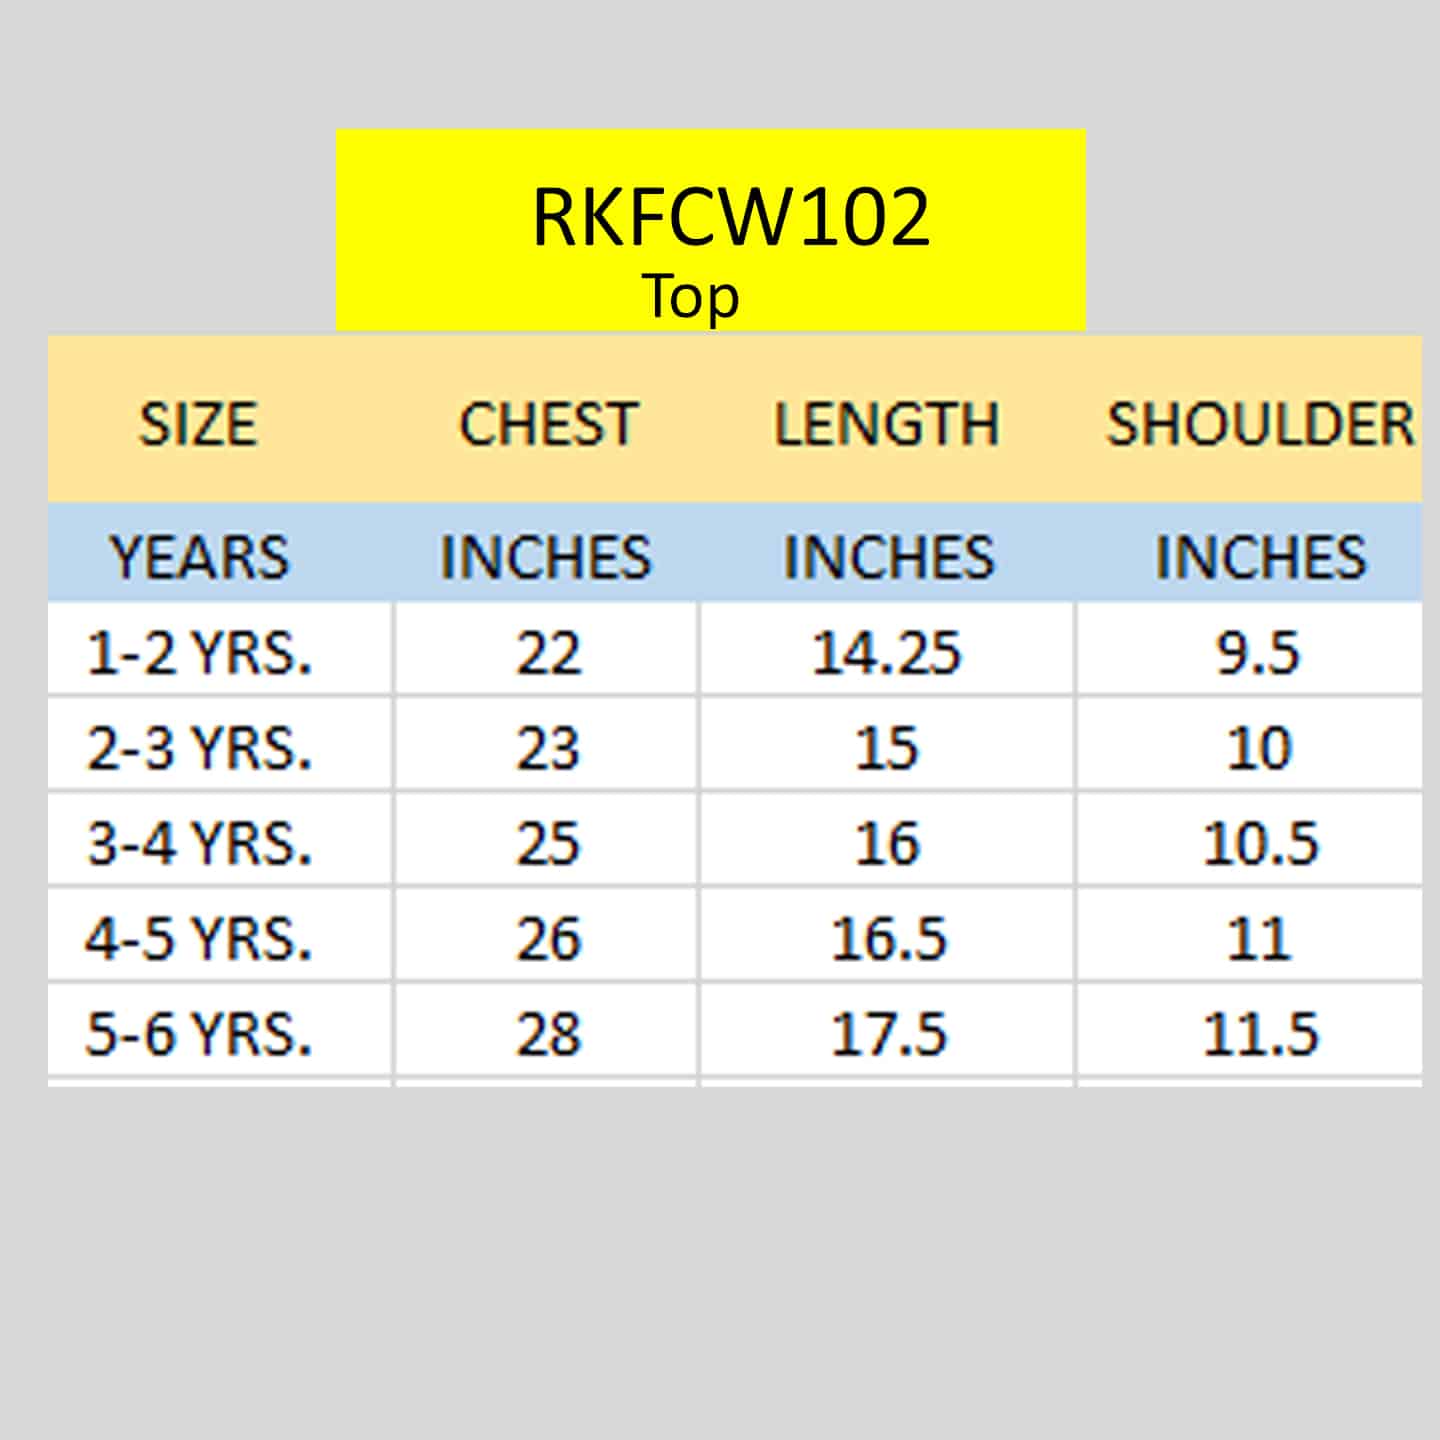 RKFCW102
Top
SIZE CHEST LENGTH SHOULDER
YEARS INCHES INCHES INCHES
1-2 YRS. 22 14.25 9.5
2-3 YRS. 23 15 10
3-4 YRS. 25 16 10.5
4-5 YRS. 26 16.5 11
5-6 YRS. 28 17.5 11.5